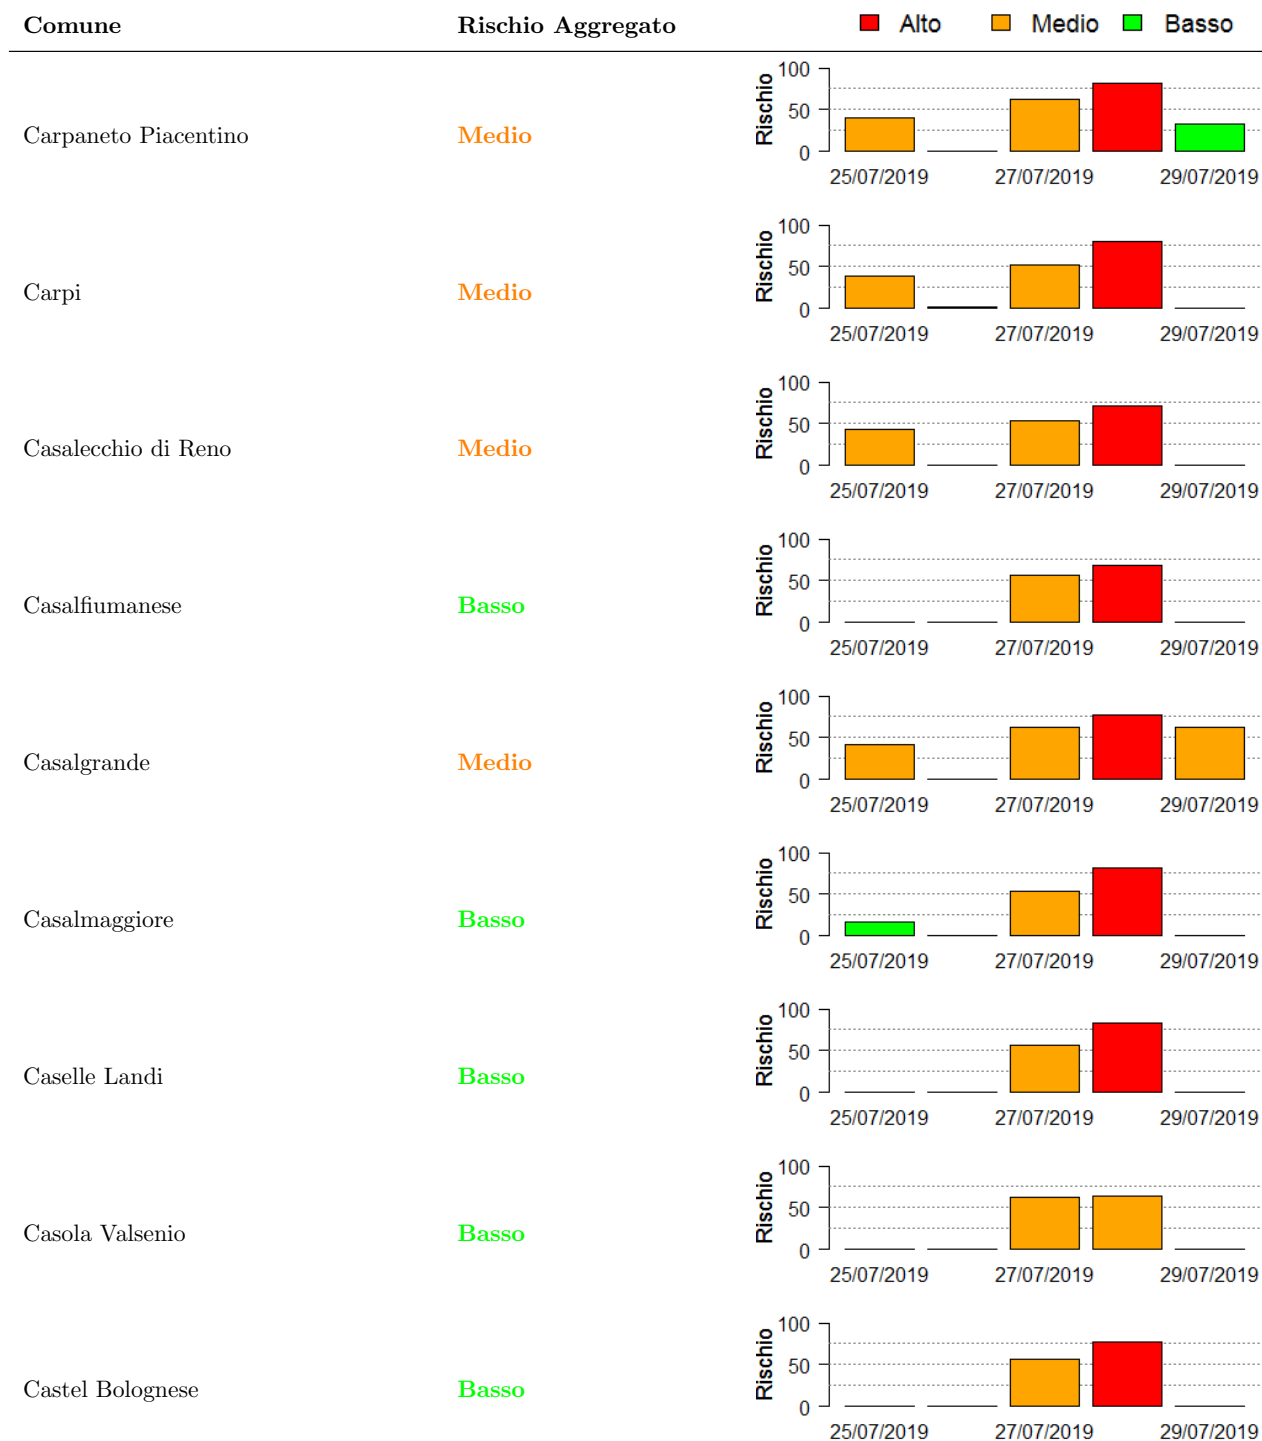 Comune Rischio Aggregato Alto Medio Basso
Carpaneto Piacentino Medio
Rischio
100
50
0
25/07/2019 27/07/2019 29/07/2019
Carpi Medio
Rischio
100
50
0
25/07/2019 27/07/2019 29/07/2019
Casalecchio di Reno Medio
Rischio
100
50
0
25/07/2019 27/07/2019 29/07/2019
Casalfiumanese Basso
Rischio
100
50
0
25/07/2019 27/07/2019 29/07/2019
Casalgrande Medio
Rischio
100
50
0
25/07/2019 27/07/2019 29/07/2019
Casalmaggiore Basso
Rischio
100
50
0
25/07/2019 27/07/2019 29/07/2019
Caselle Landi Basso
Rischio
100
50
0
25/07/2019 27/07/2019 29/07/2019
Casola Valsenio Basso
Rischio
100
50
0
25/07/2019 27/07/2019 29/07/2019
Castel Bolognese Basso
Rischio
100
50
0
25/07/2019 27/07/2019 29/07/2019